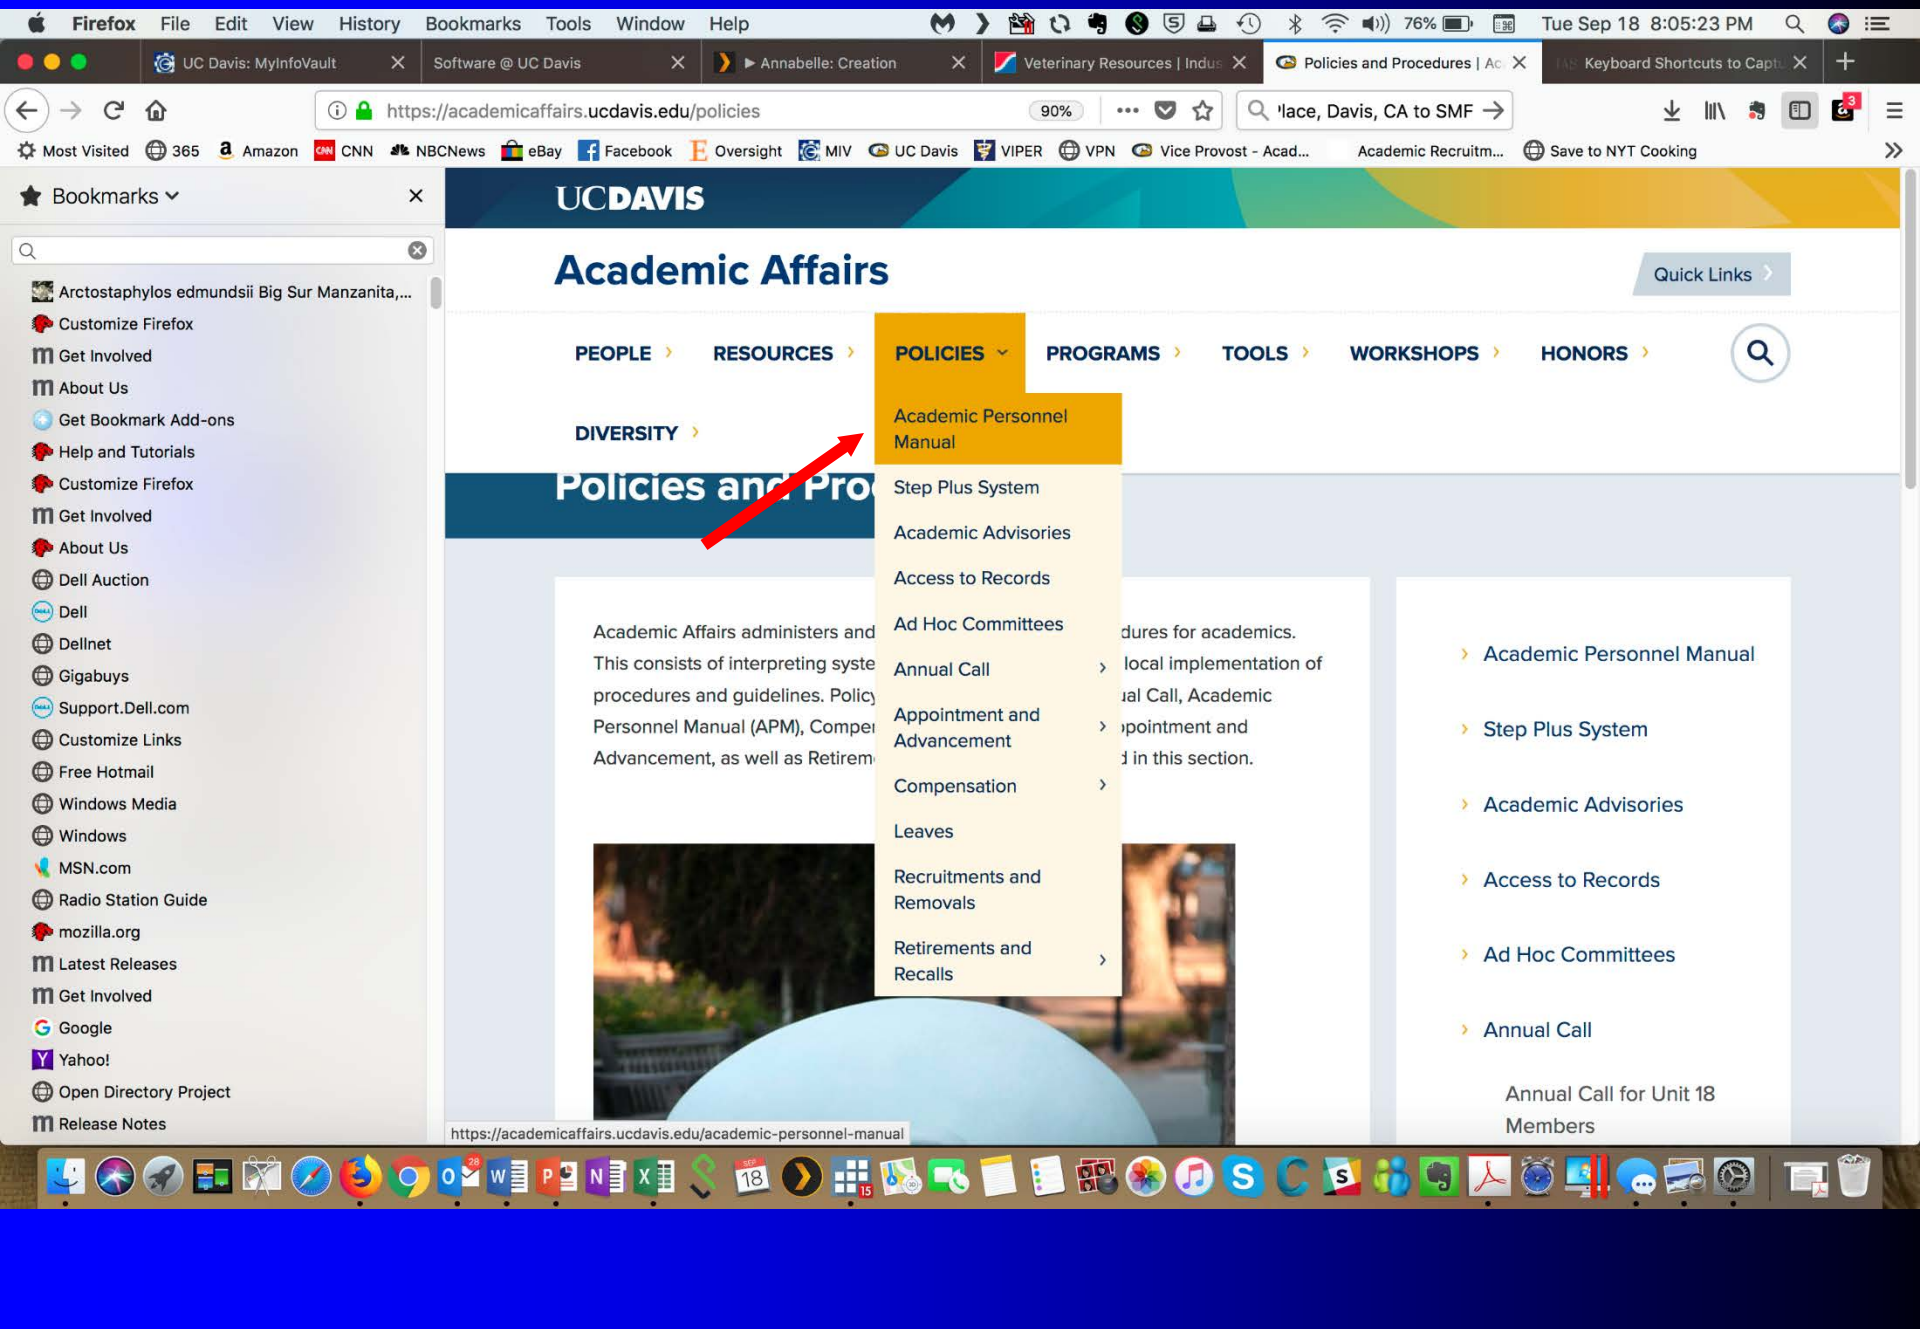 Firefox File Edit View History Bookmarks Tools Window Help 76% Tue Sep 18 8:05:23 PM
UC Davis: MyInfoVault Software @ UC Davis ▶ Annabelle: Creation Veterinary Resources | Indus Policies and Procedures | Ac Keyboard Shortcuts to Captu
https://academicaffairs.ucdavis.edu/policies 90% lace, Davis, CA to SMF 3
Most Visited 365 Amazon CNN NBCNews eBay Facebook Oversight MIV UC Davis VIPER VPN Vice Provost - Acad... Academic Recruitm... Save to NYT Cooking
Bookmarks
Arctostaphylos edmundsii Big Sur Manzanita,...
Customize Firefox
Get Involved
About Us
Get Bookmark Add-ons
Help and Tutorials
Customize Firefox
Get Involved
About Us
Dell Auction
Dell
Dellnet
Gigabuys
Support.Dell.com
Customize Links
Free Hotmail
Windows Media
Windows
MSN.com
Radio Station Guide
mozilla.org
Latest Releases
Get Involved
Google
Yahoo!
Open Directory Project
Release Notes
UCDAVIS
Academic Affairs
Quick Links
PEOPLE RESOURCES POLICIES PROGRAMS TOOLS WORKSHOPS HONORS
DIVERSITY
Academic Personnel
Manual
Step Plus System
Academic Advisories
Access to Records
Ad Hoc Committees
Annual Call
Appointment and
Advancement
Compensation
Leaves
Recruitments and
Removals
Retirements and
Recalls
Policies and Pro
Academic Affairs administers and dures for academics.
This consists of interpreting syste local implementation of
procedures and guidelines. Policy al Call, Academic
Personnel Manual (APM), Comper pointment and
Advancement, as well as Retirem in this section.
Academic Personnel Manual
Step Plus System
Academic Advisories
Access to Records
Ad Hoc Committees
Annual Call
Annual Call for Unit 18
Members
https://academicaffairs.ucdavis.edu/academic-personnel-manual
28 SEP 18 15